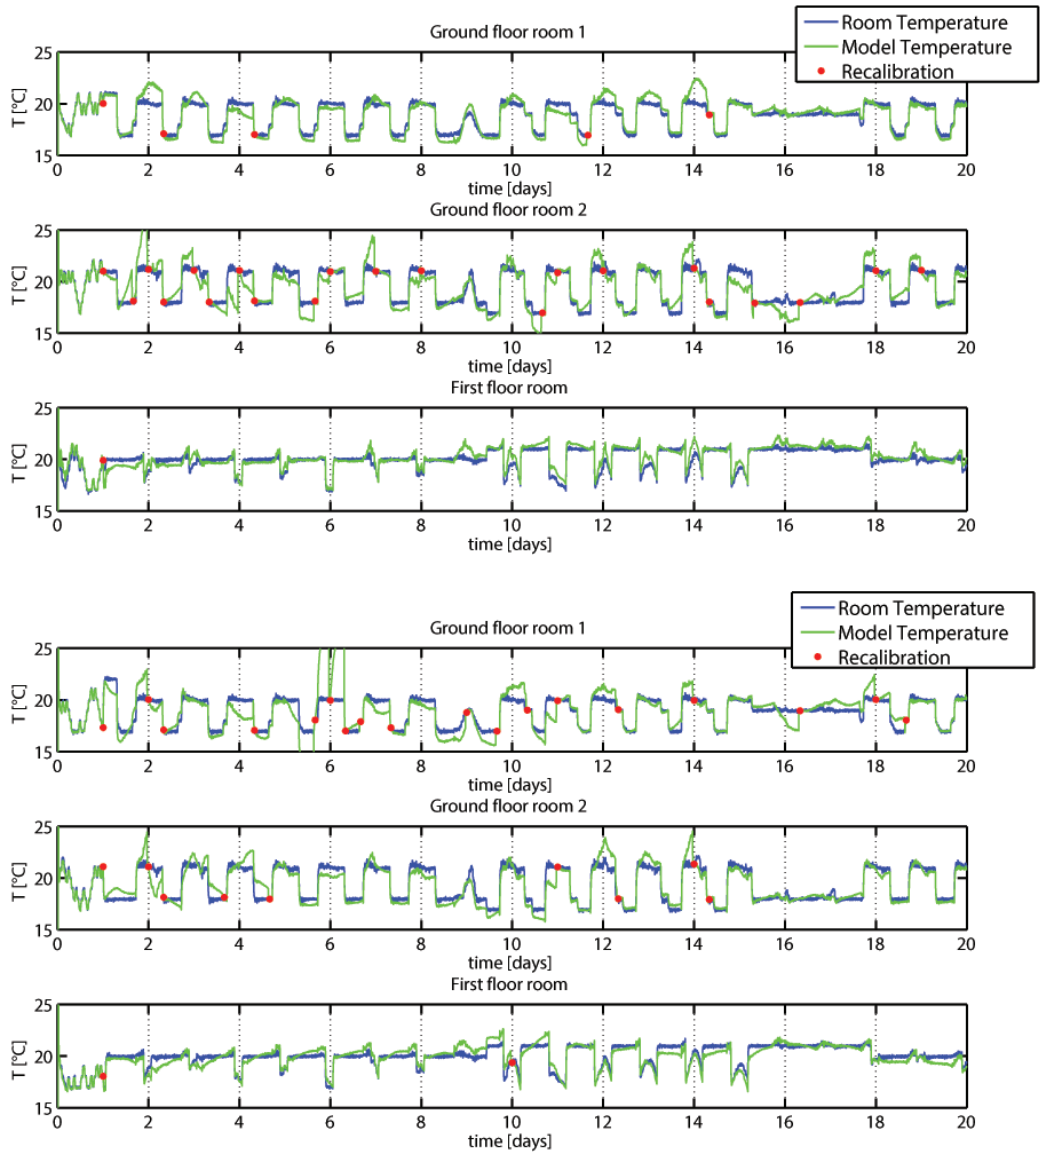 Ground floor room 1
Room Temperature
Model Temperature
Recalibration
T [°C]
25
20
15
0 2 4 6 8 10 12 14 16 18 20
time [days]
Ground floor room 2
T [°C]
25
20
15
0 2 4 6 8 10 12 14 16 18 20
time [days]
First floor room
T [°C]
25
20
15
0 2 4 6 8 10 12 14 16 18 20
time [days]
Ground floor room 1
Room Temperature
Model Temperature
Recalibration
T [°C]
25
20
15
0 2 4 6 8 10 12 14 16 18 20
time [days]
Ground floor room 2
T [°C]
25
20
15
0 2 4 6 8 10 12 14 16 18 20
time [days]
First floor room
T [°C]
25
20
15
0 2 4 6 8 10 12 14 16 18 20
time [days]